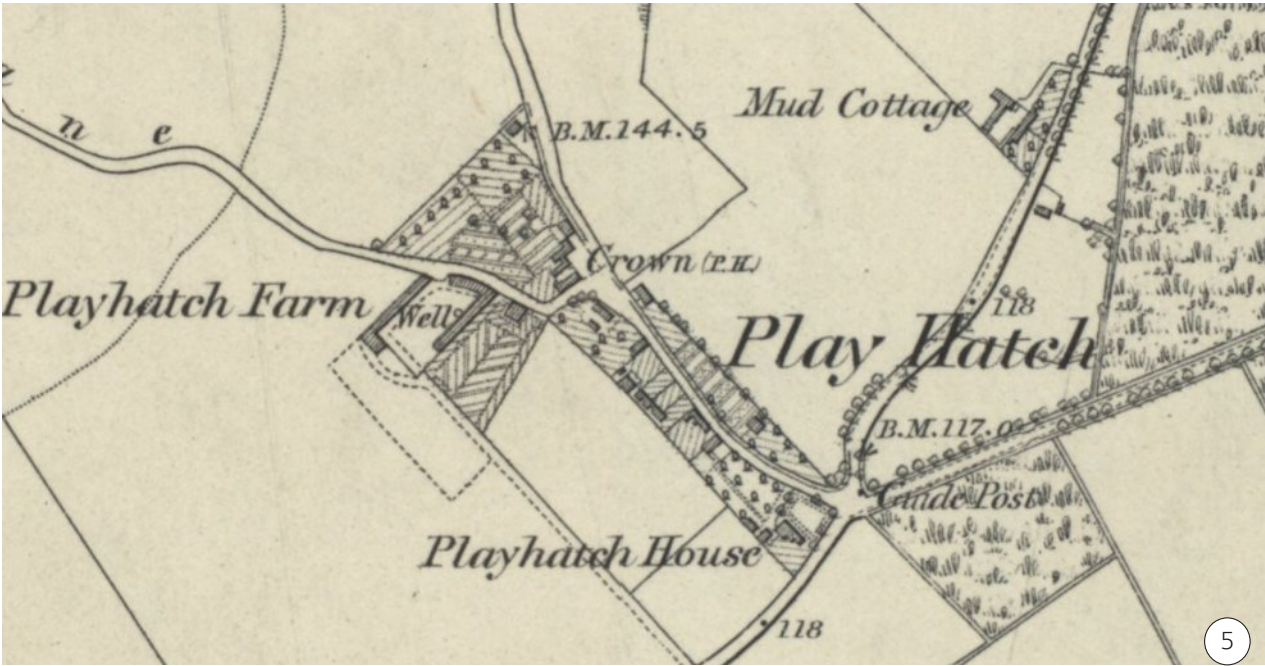 Mud Cottage
n e
B.M.144.5
Crown (P.H.)
Playhatch Farm
Well
118
Play Hatch
B.M.117.0
Guide Post
Playhatch House
118
5